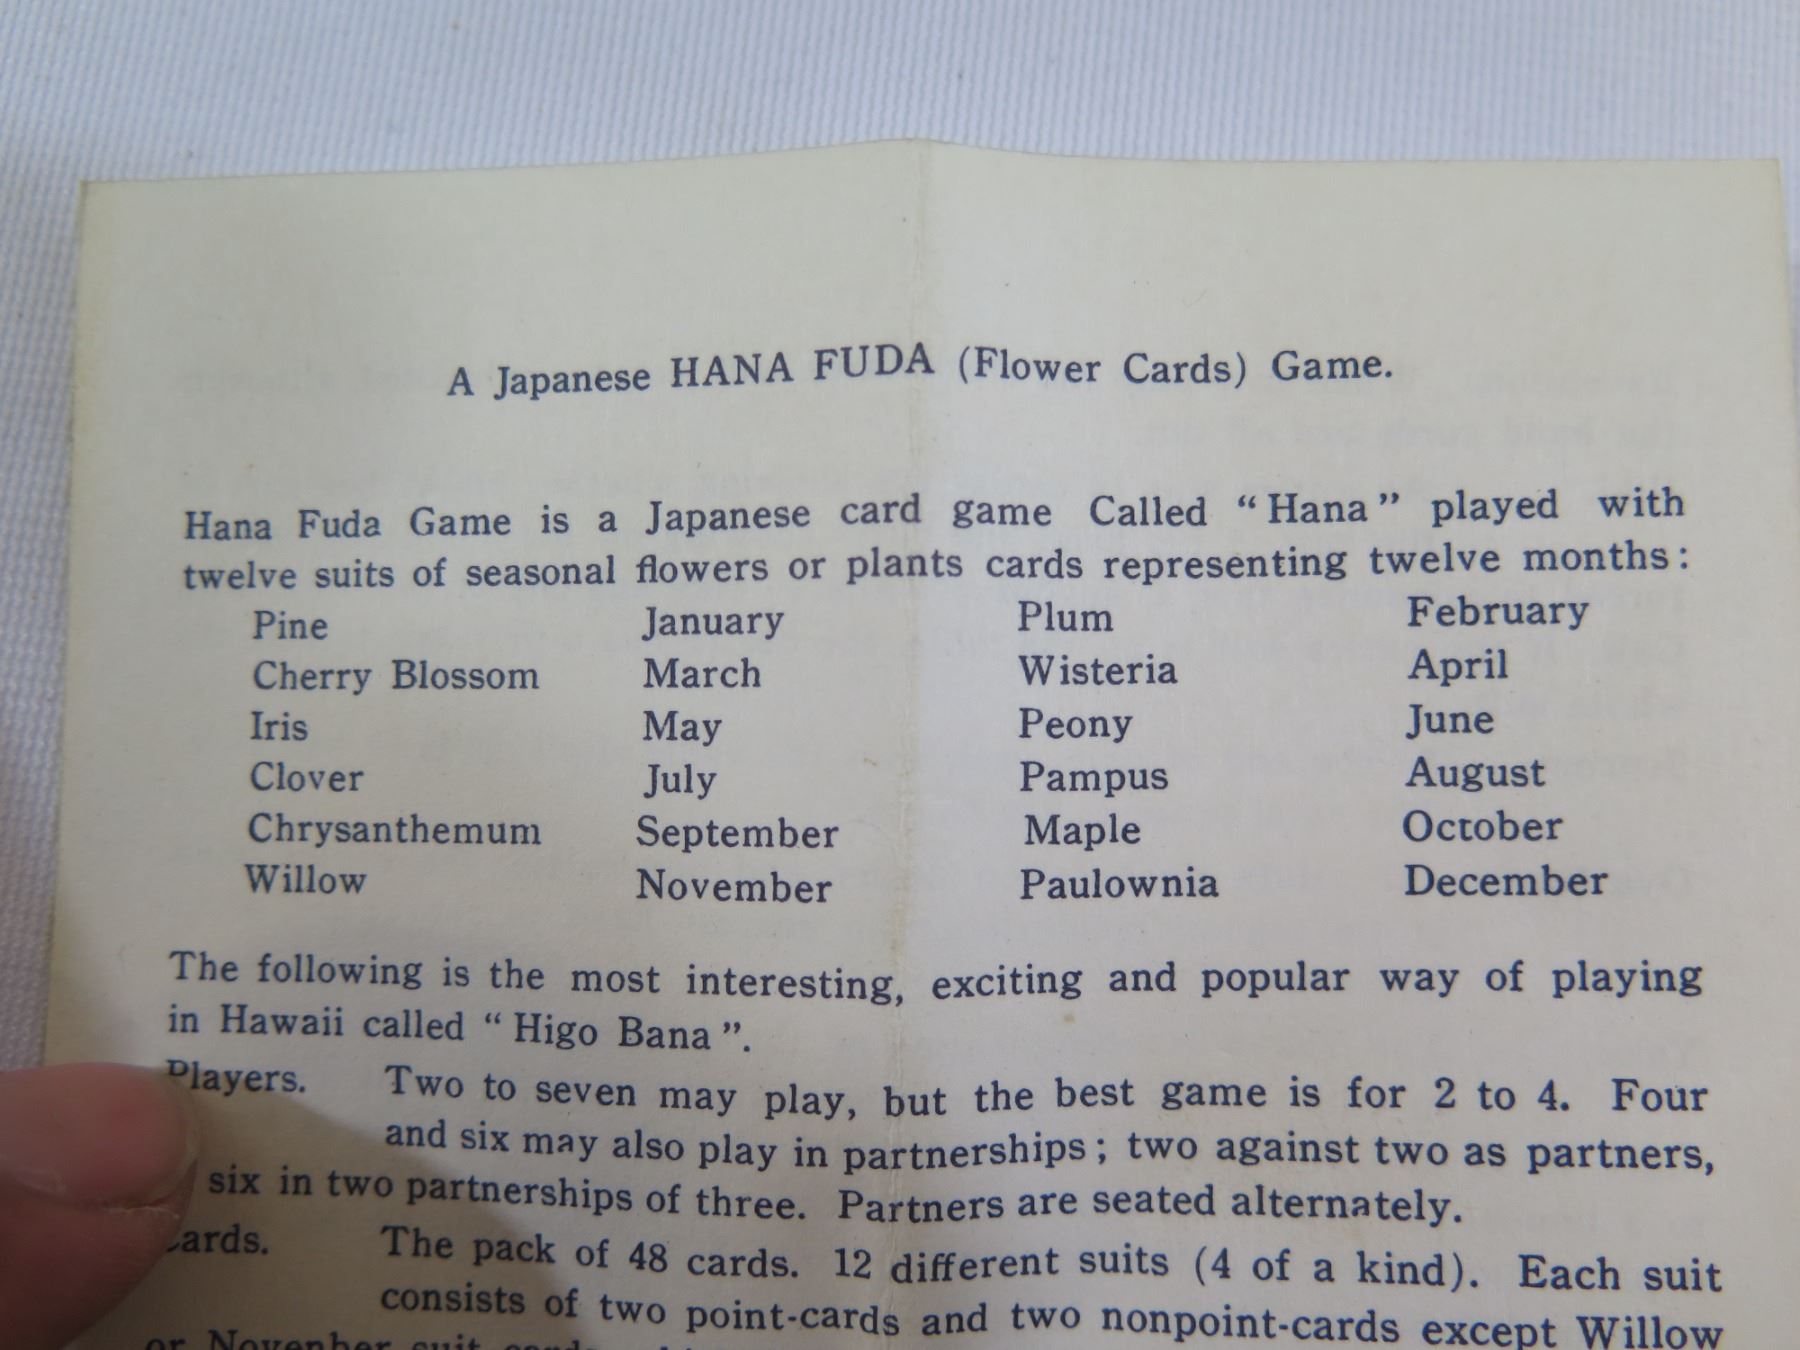 A Japanese HANA FUDA (Flower Cards) Game.
Hana Fuda Game is a Japanese card game Called “Hana” played with
twelve suits of seasonal flowers or plants cards representing twelve months:
Pine January Plum February
Cherry Blossom March Wisteria April
Iris May Peony June
Clover July Pampus August
Chrysanthemum September Maple October
Willow November Paulownia December
The following is the most interesting, exciting and popular way of playing
in Hawaii called “Higo Bana”.
Players. Two to seven may play, but the best game is for 2 to 4. Four
and six may also play in partnerships; two against two as partners,
six in two partnerships of three. Partners are seated alternately.
Cards. The pack of 48 cards. 12 different suits (4 of a kind). Each suit
consists of two point-cards and two nonpoint-cards except Willow
or Novenber suit